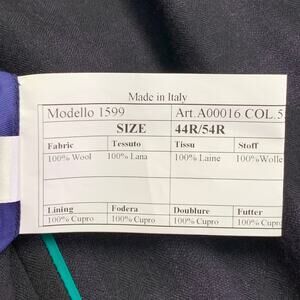 Made in Italy
Modello 1599 Art.A00016 COL.5
SIZE 44R/54R
Fabric Tessuto Tissu Stoff
100% Wool 100% Lana 100% Laine 100%Wolle
Lining Fodera Doublure Futter
100% Cupro 100% Cupro 100% Cupro 100% Cupro